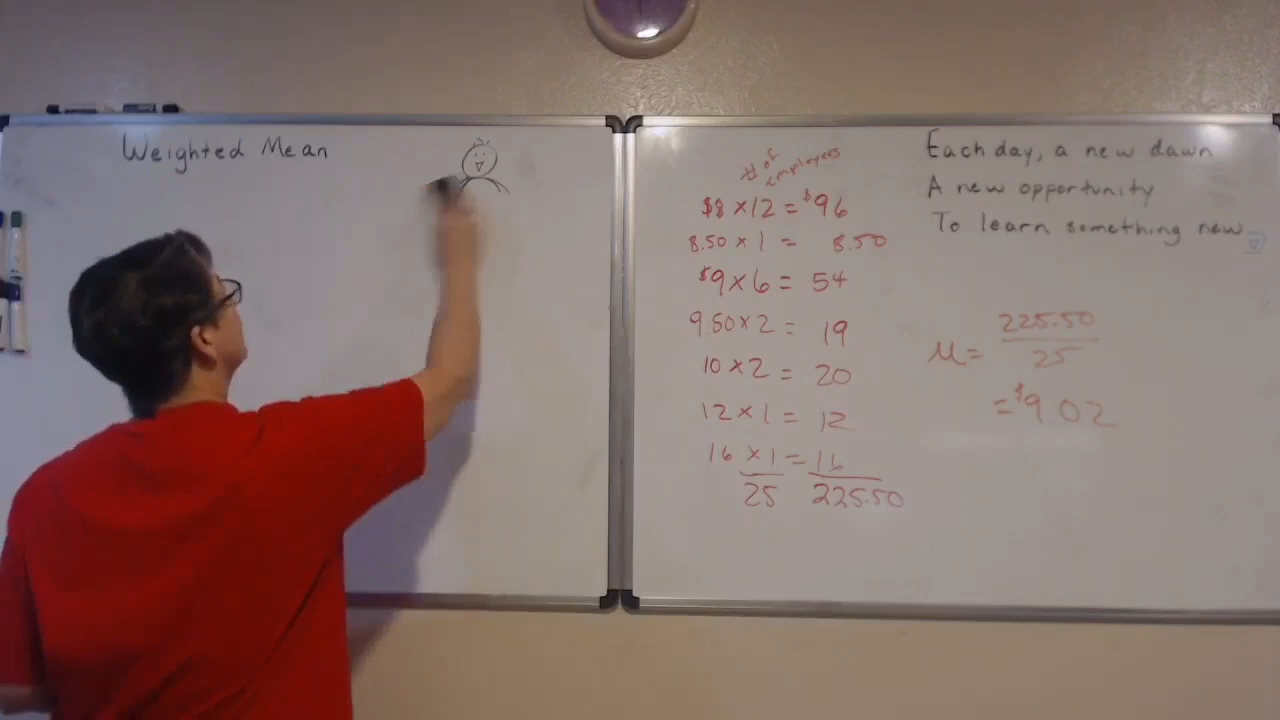 Weighted Mean
# of employees
$8 × 12 = $96
8.50 × 1 = 8.50
$9 × 6 = 54
9.50 × 2 = 19
10 × 2 = 20
12 × 1 = 12
16 × 1 = 16
25 225.50
Each day, a new dawn
A new opportunity
To learn something new
μ = 225.50
25
= $9.02